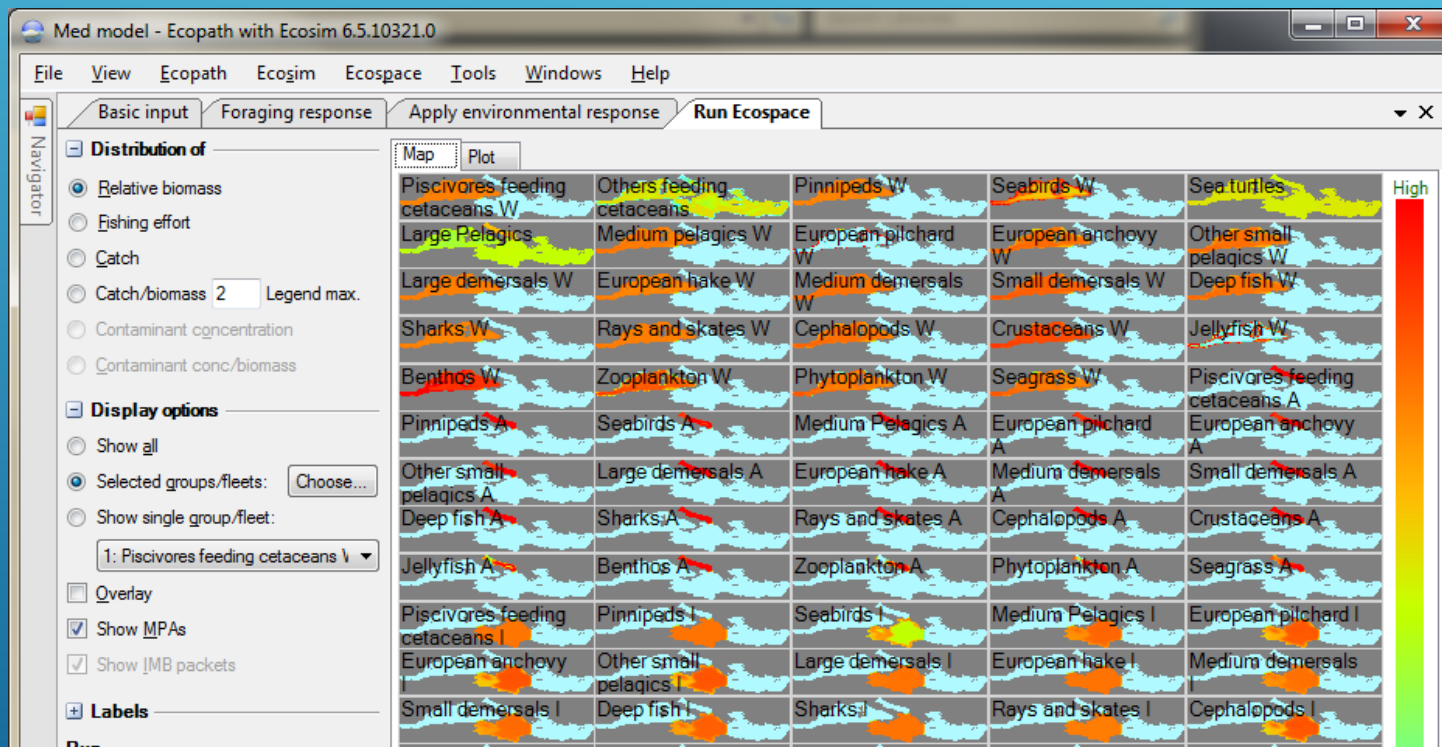 Med model - Ecopath with Ecosim 6.5.10321.0
File View Ecopath Ecosim Ecospace Tools Windows Help
Basic input Foraging response Apply environmental response Run Ecospace
Navigator
Distribution of
Relative biomass
Fishing effort
Catch
Catch/biomass 2 Legend max.
Contaminant concentration
Contaminant conc/biomass
Display options
Show all
Selected groups/fleets: Choose...
Show single group/fleet:
1: Piscivores feeding cetaceans
Overlay
Show MPAs
Show IMB packets
Labels
Run
Map Plot
High
Piscivores feeding
cetaceans W
Others feeding
cetaceans
Pinnipeds W
Seabirds W
Sea turtles
Large Pelagics
Medium pelagics W
European pilchard
W
European anchovy
W
Other small
pelagics W
Large demersals W
European hake W
Medium demersals
W
Small demersals W
Deep fish W
Sharks W
Rays and skates W
Cephalopods W
Crustaceans W
Jellyfish W
Benthos W
Zooplankton W
Phytoplankton W
Seagrass W
Piscivores feeding
cetaceans A
Pinnipeds A
Seabirds A
Medium Pelagics A
European pilchard
A
European anchovy
A
Other small
pelagics A
Large demersals A
European hake A
Medium demersals
A
Small demersals A
Deep fish A
Sharks A
Rays and skates A
Cephalopods A
Crustaceans A
Jellyfish A
Benthos A
Zooplankton A
Phytoplankton A
Seagrass A
Piscivores feeding
cetaceans I
Pinnipeds I
Seabirds I
Medium Pelagics I
European pilchard I
European anchovy
I
Other small
pelagics I
Large demersals I
European hake I
Medium demersals
I
Small demersals I
Deep fish I
Sharks I
Rays and skates I
Cephalopods I